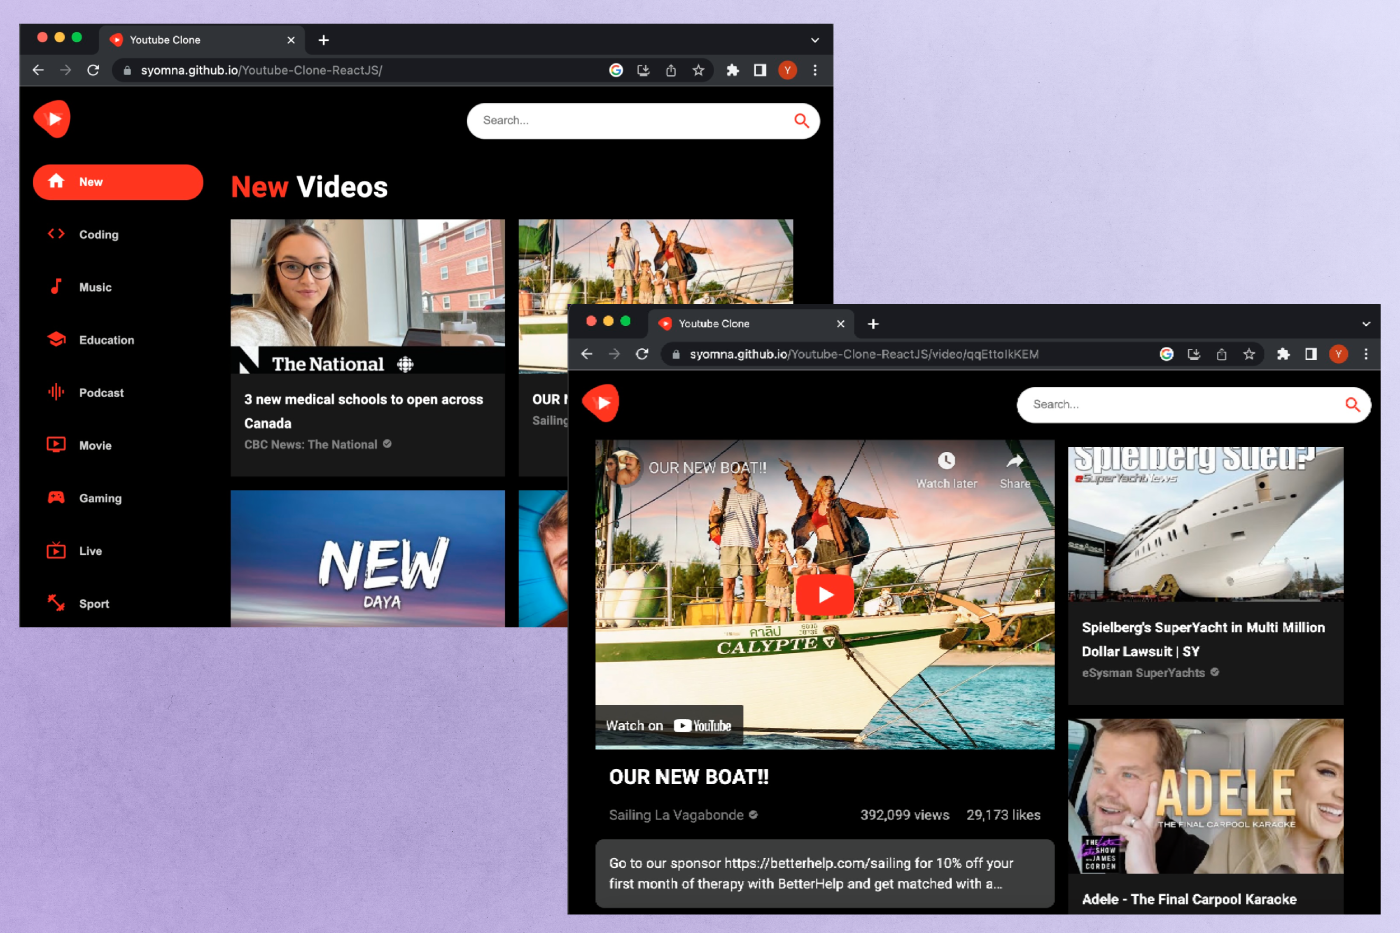 Youtube Clone
syomna.github.io/Youtube-Clone-ReactJS/
Y
Search...
New
Coding
Music
Education
Podcast
Movie
Gaming
Live
Sport
New Videos
The National
3 new medical schools to open across
Canada
CBC News: The National
OUR
Sailing
NEW
DAYA
Youtube Clone
syomna.github.io/Youtube-Clone-ReactJS/video/qqEttolkKEM
Y
Search...
OUR NEW BOAT!!
Watch later
Share
CALYPTE
Watch on YouTube
OUR NEW BOAT!!
Sailing La Vagabonde
392,099 views
29,173 likes
Go to our sponsor https://betterhelp.com/sailing for 10% off your
first month of therapy with BetterHelp and get matched with a...
Spielberg Sued?
eSuperYachtNews
Spielberg's SuperYacht in Multi Million
Dollar Lawsuit | SY
eSysman SuperYachts
ADELE
THE FINAL CARPOOL KARAOKE
THE
LATE LATE
SHOW
WITH JAMES
CORDEN
Adele - The Final Carpool Karaoke